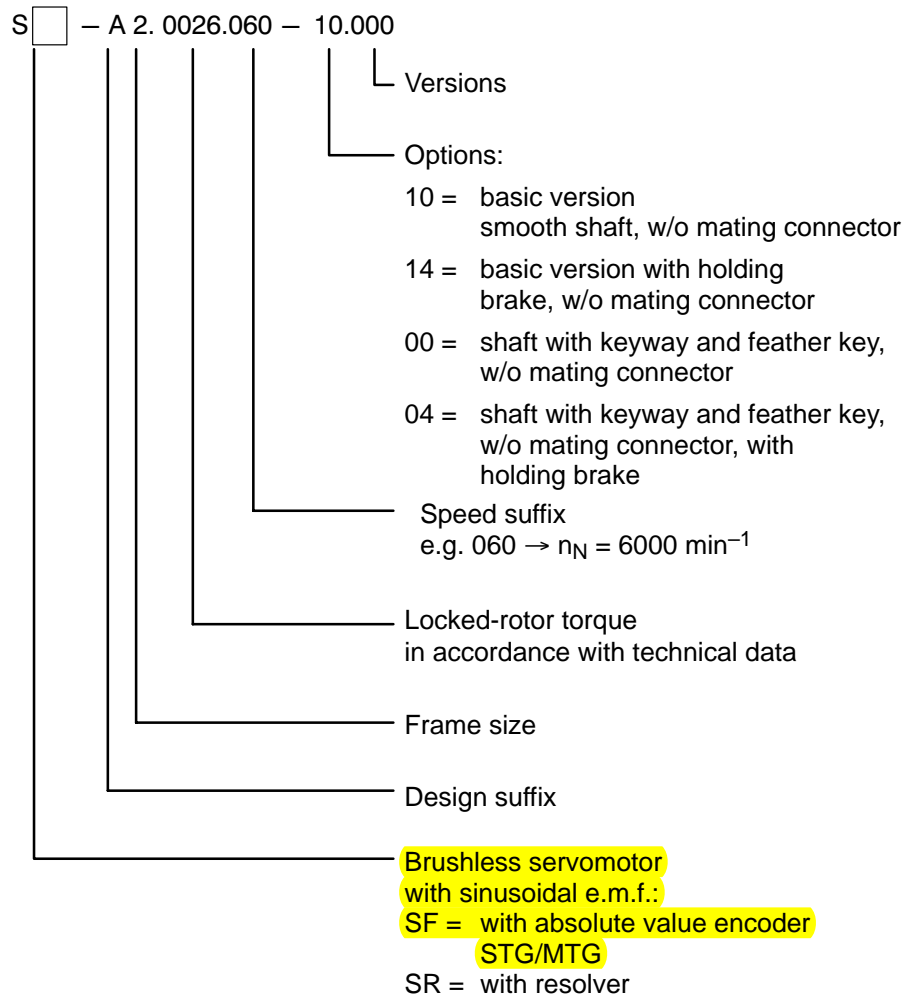 S – A 2. 0026.060 – 10.000
Versions
Options:
10 = basic version
smooth shaft, w/o mating connector
14 = basic version with holding
brake, w/o mating connector
00 = shaft with keyway and feather key,
w/o mating connector
04 = shaft with keyway and feather key,
w/o mating connector, with
holding brake
Speed suffix
e.g. 060 → nN = 6000 min–1
Locked-rotor torque
in accordance with technical data
Frame size
Design suffix
Brushless servomotor
with sinusoidal e.m.f.:
SF = with absolute value encoder
STG/MTG
SR = with resolver